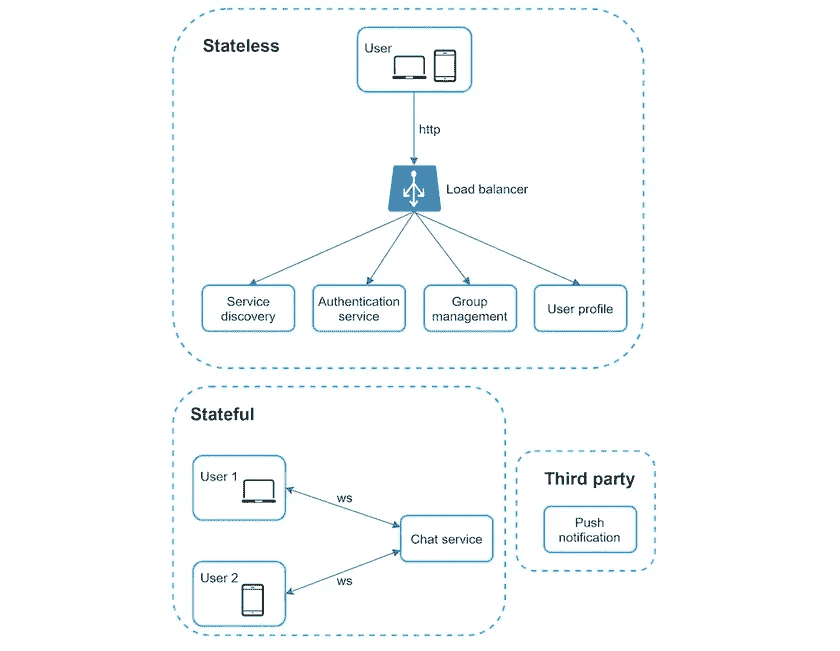 Stateless
User
http
Load balancer
Service
discovery
Authentication
service
Group
management
User profile
Stateful
User 1
ws
Chat service
User 2
ws
Third party
Push
notification